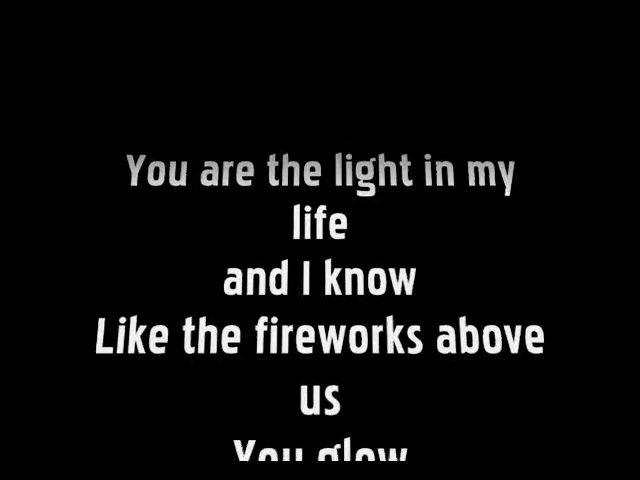 You are the light in my
life
and I know
Like the fireworks above
us
You glow